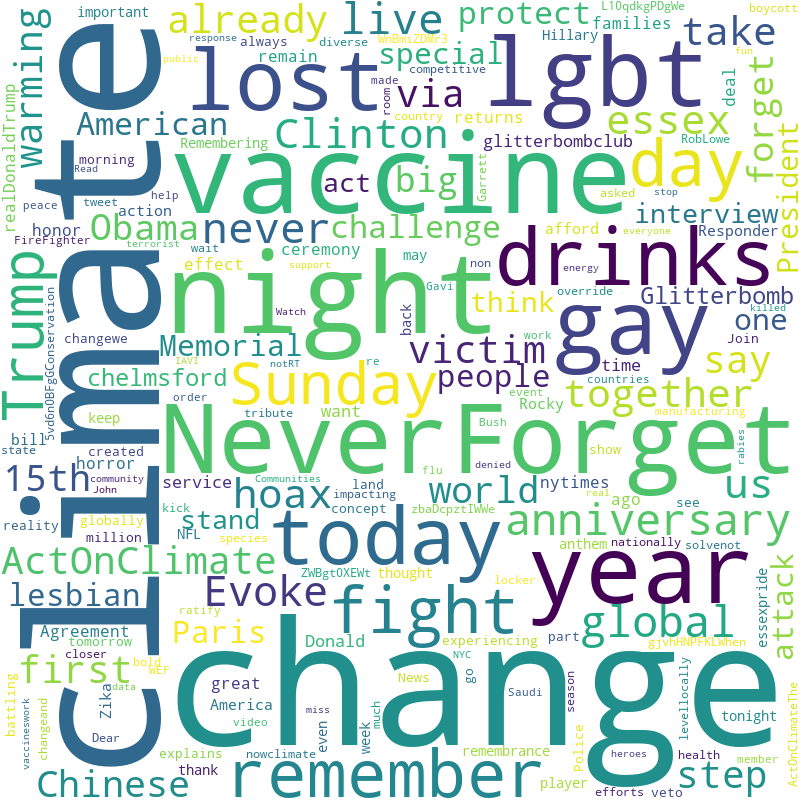 climate
change
NeverForget
vaccine
night
year
lgbt
lost
drinks
gay
today
fight
remember
Sunday
day
never
Trump
already
live
protect
L1OqdkgPDgWe
boycott
important
response
always
diverse
WnBmiZDMr3
families
Hillary
take
public
remain
special
made
room
competitive
via
country
returns
essex
deal
fun
RobLowe
forget
President
warming
realDonaldTrump
American
Remembering
Clinton
glitterbombclub
morning
Read
peace
tweet
help
act
big
Garrett
asked
stop
action
honor
FireFighter
terrorist
Obama
challenge
afford
everyone
interview
Responder
wait
ceremony
may
non
energy
effect
support
Gavi
think
override
Glitterbomb
killed
Join
one
changewe
5vd6n0BFgGConservation
Memorial
Watch
back
victim
work
IAVI
notRT
re
time
say
chelmsford
people
countries
together
order
want
event
Rocky
manufacturing
keep
tribute
Bush
bill
state
created
horror
flu
denied
show
rabies
15th
community
John
service
Communities
hoax
land
impacting
world
nytimes
us
real
ago
see
reality
globally
million
kick
NFL
stand
concept
species
zbaDcpztIWWe
anniversary
anthem
nationally
solvenot
ActOnClimate
ZWBgt0XEWt
thought
locker
attack
lesbian
Evoke
ratify
global
essexpride
Agreement
tomorrow
closer
Paris
Donald
experiencing
part
gjvhHNPFKLWhen
first
bold
WEF
data
battling
vaccineswork
Zika
changeand
great
America
News
go
NYC
Saudi
season
levellocally
tonight
ActOnClimateThe
miss
Dear
video
explains
nowclimate
even
week
much
remembrance
Police
heroes
health
member
Chinese
thank
player
efforts
veto
step